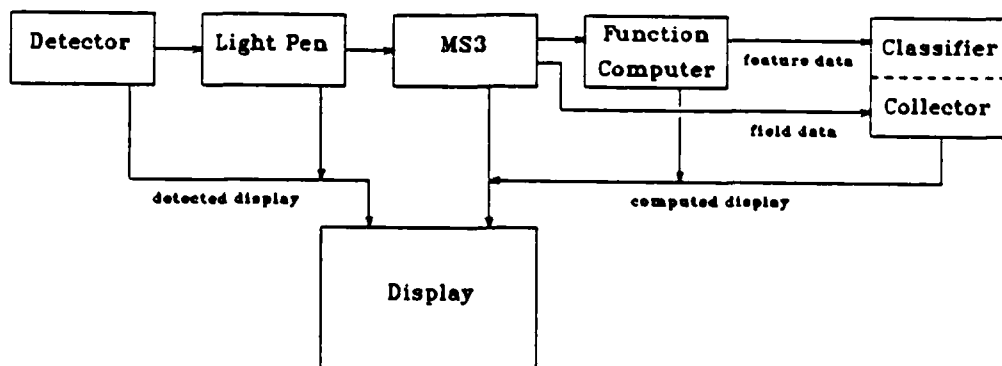 Detector
Light Pen
MS3
Function
Computer
feature data
Classifier
Collector
field data
detected display
computed display
Display